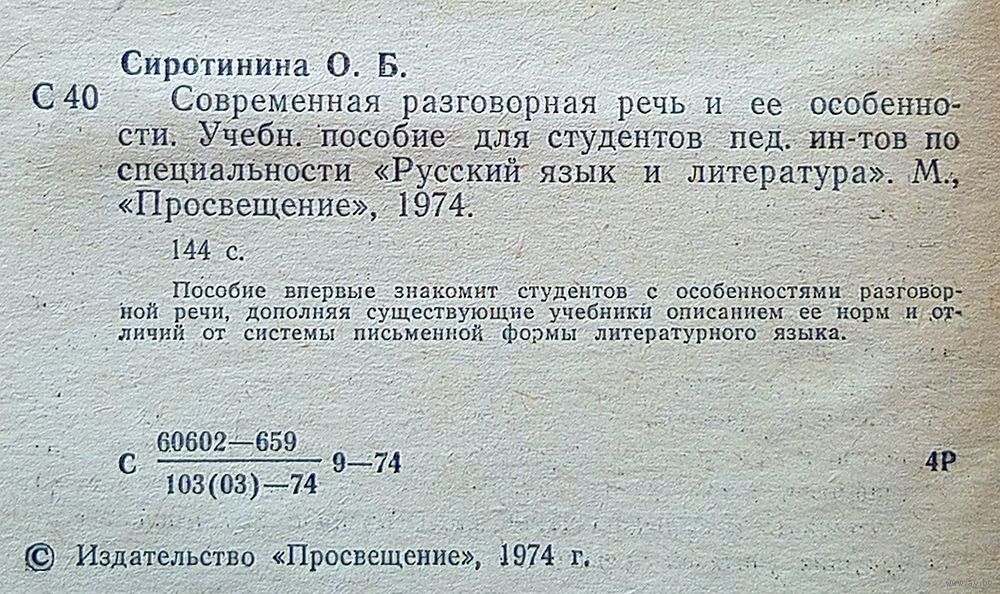 Сиротинина О. Б.
С 40 Современная разговорная речь и ее особенно-
сти. Учебн. пособие для студентов пед. ин-тов по
специальности «Русский язык и литература». М.,
«Просвещение», 1974.
144 с.
Пособие впервые знакомит студентов с особенностями разговор-
ной речи, дополняя существующие учебники описанием ее норм и от-
личий от системы письменной формы литературного языка.
60602—659
С 9—74 4Р
103(03)—74
© Издательство «Просвещение», 1974 г.